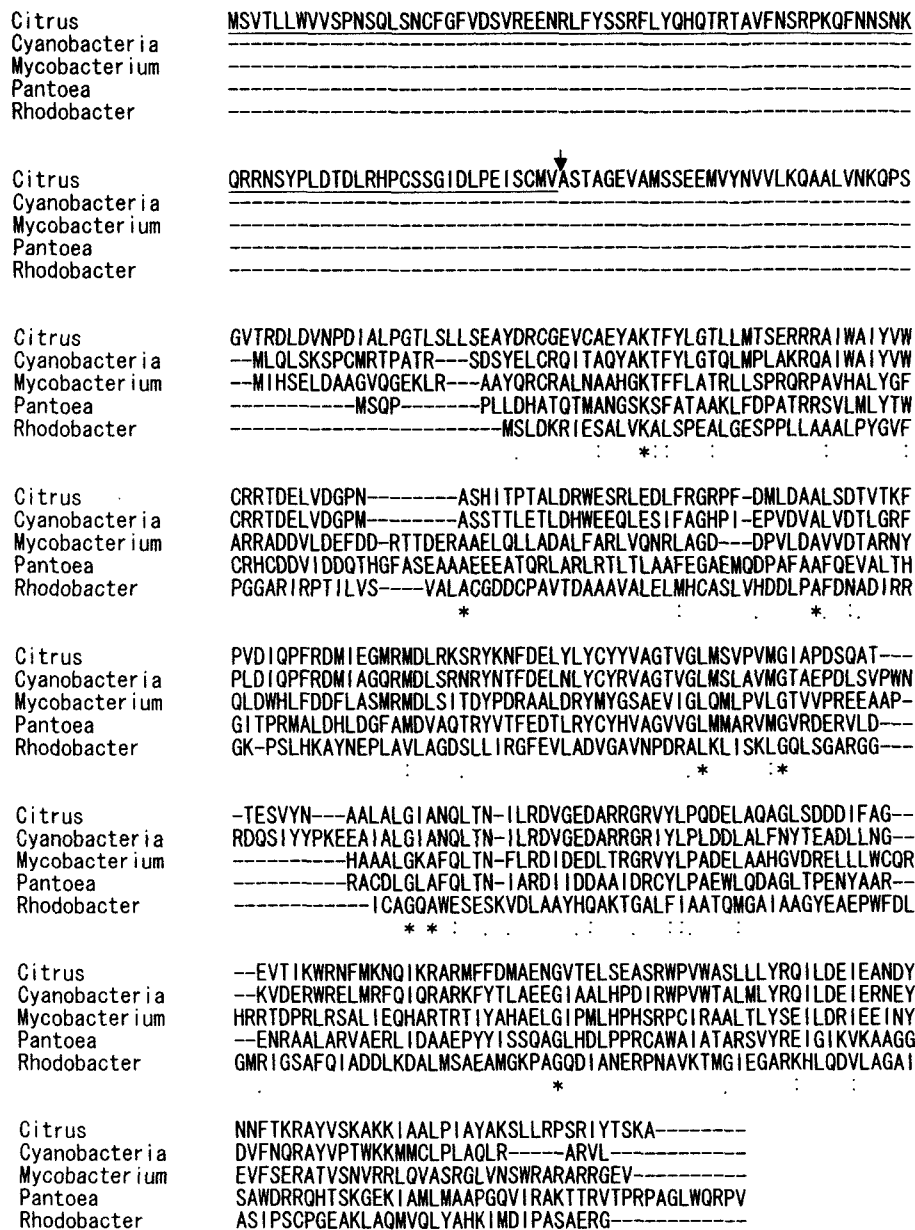 Citrus MSVTLLWVVSPNSQLSNCFGFVDSVREENRLFYSSRFLYQHQTRTAVFNSRPKQFNNSNK
Cyanobacteria ------------------------------------------------------------
Mycobacterium ------------------------------------------------------------
Pantoea ------------------------------------------------------------
Rhodobacter ------------------------------------------------------------
Citrus QRRNSYPLDTDLRHPCSSGIDLPEISCMVASTAGEVAMSSEEMVYNVVLKQAALVNKQPS
Cyanobacteria ------------------------------------------------------------
Mycobacterium ------------------------------------------------------------
Pantoea ------------------------------------------------------------
Rhodobacter ------------------------------------------------------------
Citrus GVTRDLDVNPDIALPGTLSLLSEAYDRCGEVCAEYAKTFYLGTLLMTSERRRAIWAIYVW
Cyanobacteria --MLQLSKSPCMRTPATR---SDSYELCRQITAQYAKTFYLGTQLMPLAKRQAIWAIYVW
Mycobacterium --MIHSELDAAGVQGEKLR---AAYQRCRALNAAHGKTFFLATRLLSPRQRPAVHALYGF
Pantoea -----------MSQP-------PLLDHATQTMANGSKSFATAAKLFDPATRRSVLMLYTW
Rhodobacter ------------------------MSLDKRIESALVKALSPEALGESPPLLAAALPYGVF
. : *:: : : :
Citrus CRRTDELVDGPN--------ASHITPTALDRWESRLEDLFRGRPF-DMLDAALSDTVTKF
Cyanobacteria CRRTDELVDGPM--------ASSTTLETLDHWEEQLESIFAGHPI-EPVDVALVDTLGRF
Mycobacterium ARRADDVLDEFDD-RTTDERAAELQLLADALFARLVQNRLAGD--DPVLDAVVDTARNY
Pantoea CRHCDDVIDDQTHGFASEAAAEEEATQRLARLRTLTLAAFEGAEMQDPAFAAFQEVALTH
Rhodobacter PGGARIRPTILVS----VALACGDDCPAVTDAAAVALELMHCASLVHDDLPAFDNADIRR
* : . *. :.
Citrus PVDIQPFRDMIEGMRMDLRKSRYKNFDELYLYCYYVAGTVGLMSVPVMGIAPDSQAT---
Cyanobacteria PLDIQPFRDMIAGQRMDLSRNRYNTFDELNLYCYRVAGTVGLMSLAVMGTAEPDLSVPWN
Mycobacterium QLDWHLFDDFLASMRMDLSITDYPDRAALDRYMYGSAEVIGLQMLPVLGTVVPREEAAP-
Pantoea GITPRMALDHLDGFAMDVAQTRYVTFEDTLRYCYHVAGVVGLMMARVMGVRDERVLD---
Rhodobacter GK-PSLHKAYNEPLAVLAGDSLLIRGFEVLADVGAVNPDRALKLISKLGQLSGARGG---
: . . * :*
Citrus -TESVYN---AALALGIANQLTN-ILRDVGEDARRGRVYLPQDELAQAGLSDDDIFAG--
Cyanobacteria RDQSIYYPKEEAIALGIANQLTN-ILRDVGEDARRGRIYLPLDDLALFNYTEADLLNG--
Mycobacterium ----------HAAALGKAFQLTN-FLRDIDEDLTRGRVYLPADELAAHGVDRELLLWCQR
Pantoea ----------RACDLGLAFQLTN-IARDIIDDAAIDRCYLPAEWLQDAGLTPENYAAR--
Rhodobacter ------------ICAGQAWESESKVDLAAYHQAKTGALFIAATQMGAIAAGYEAEPWFDL
* * : . . : . :: . :
Citrus --EVTIKWRNFMKNQIKRARMFFDMAENGVTELSEASRWPVWASLLLYRQILDEIEANDY
Cyanobacteria --KVDERWRELMRFQIQRARKFYTLAEEGIAALHPDIRWPVWTALMLYRQILDEIERNEY
Mycobacterium HRRTDPRLRSALIEQHARTRTIYAHAELGIPMLHPHSRPCIRAALTLYSEILDRIEEINY
Pantoea --ENRAALARVAERLIDAAEPYYISSQAGLHDLPPRCAWAIATARSVYREIGIKVKAAGG
Rhodobacter GMRIGSAFQIADDLKDALMSAEAMGKPAGQDIANERPNAVKTMGIEGARKHLQDVLAGAI
. * . : :
Citrus NNFTKRAYVSKAKKIAALPIAYAKSLLRPSRIYTSKA--------
Cyanobacteria DVFNQRAYVPTWKKMMCLPLAQLR-----ARVL------------
Mycobacterium EVFSERATVSNVRRLQVASRGLVNSWRARARRGEV----------
Pantoea SAWDRRQHTSKGEKIAMLMAAPGQVIRAKTTRVTPRPAGLWQRPV
Rhodobacter ASIPSCPGEAKLAQMVQLYAHKIMDIPASAERG------------